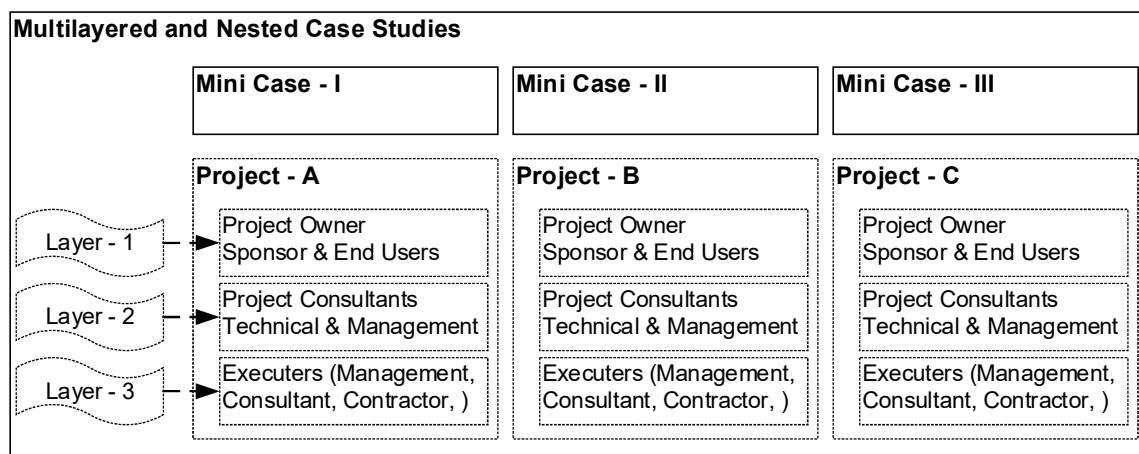 Multilayered and Nested Case Studies
Mini Case - I
Mini Case - II
Mini Case - III
Project - A
Project - B
Project - C
Layer - 1
Project Owner
Sponsor & End Users
Project Owner
Sponsor & End Users
Project Owner
Sponsor & End Users
Layer - 2
Project Consultants
Technical & Management
Project Consultants
Technical & Management
Project Consultants
Technical & Management
Layer - 3
Executers (Management,
Consultant, Contractor, )
Executers (Management,
Consultant, Contractor, )
Executers (Management,
Consultant, Contractor, )